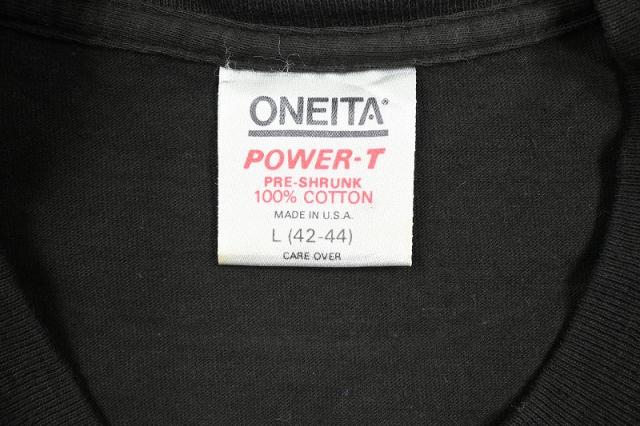 ONEITA®
POWER-T
PRE-SHRUNK
100% COTTON
MADE IN U.S.A.
L (42-44)
CARE OVER